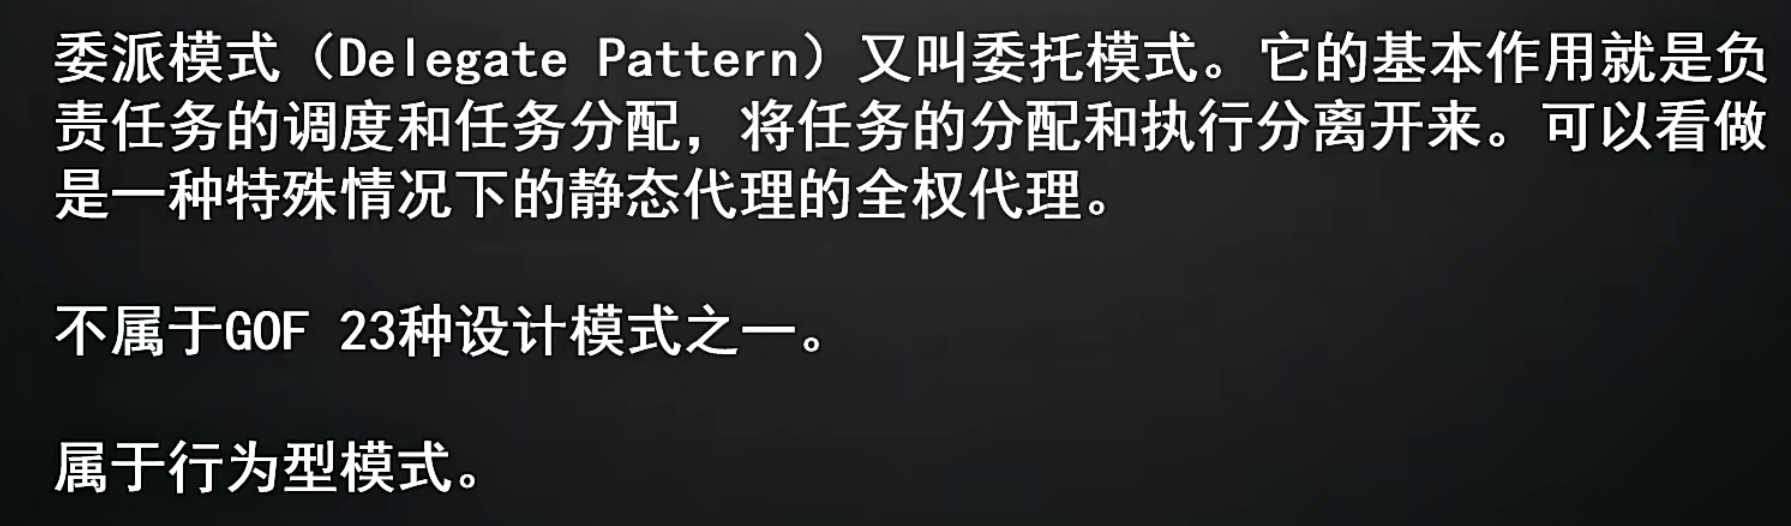 委派模式（Delegate Pattern）又叫委托模式。它的基本作用就是负
责任务的调度和任务分配，将任务的分配和执行分离开来。可以看做
是一种特殊情况下的静态代理的全权代理。
不属于GOF 23种设计模式之一。
属于行为型模式。